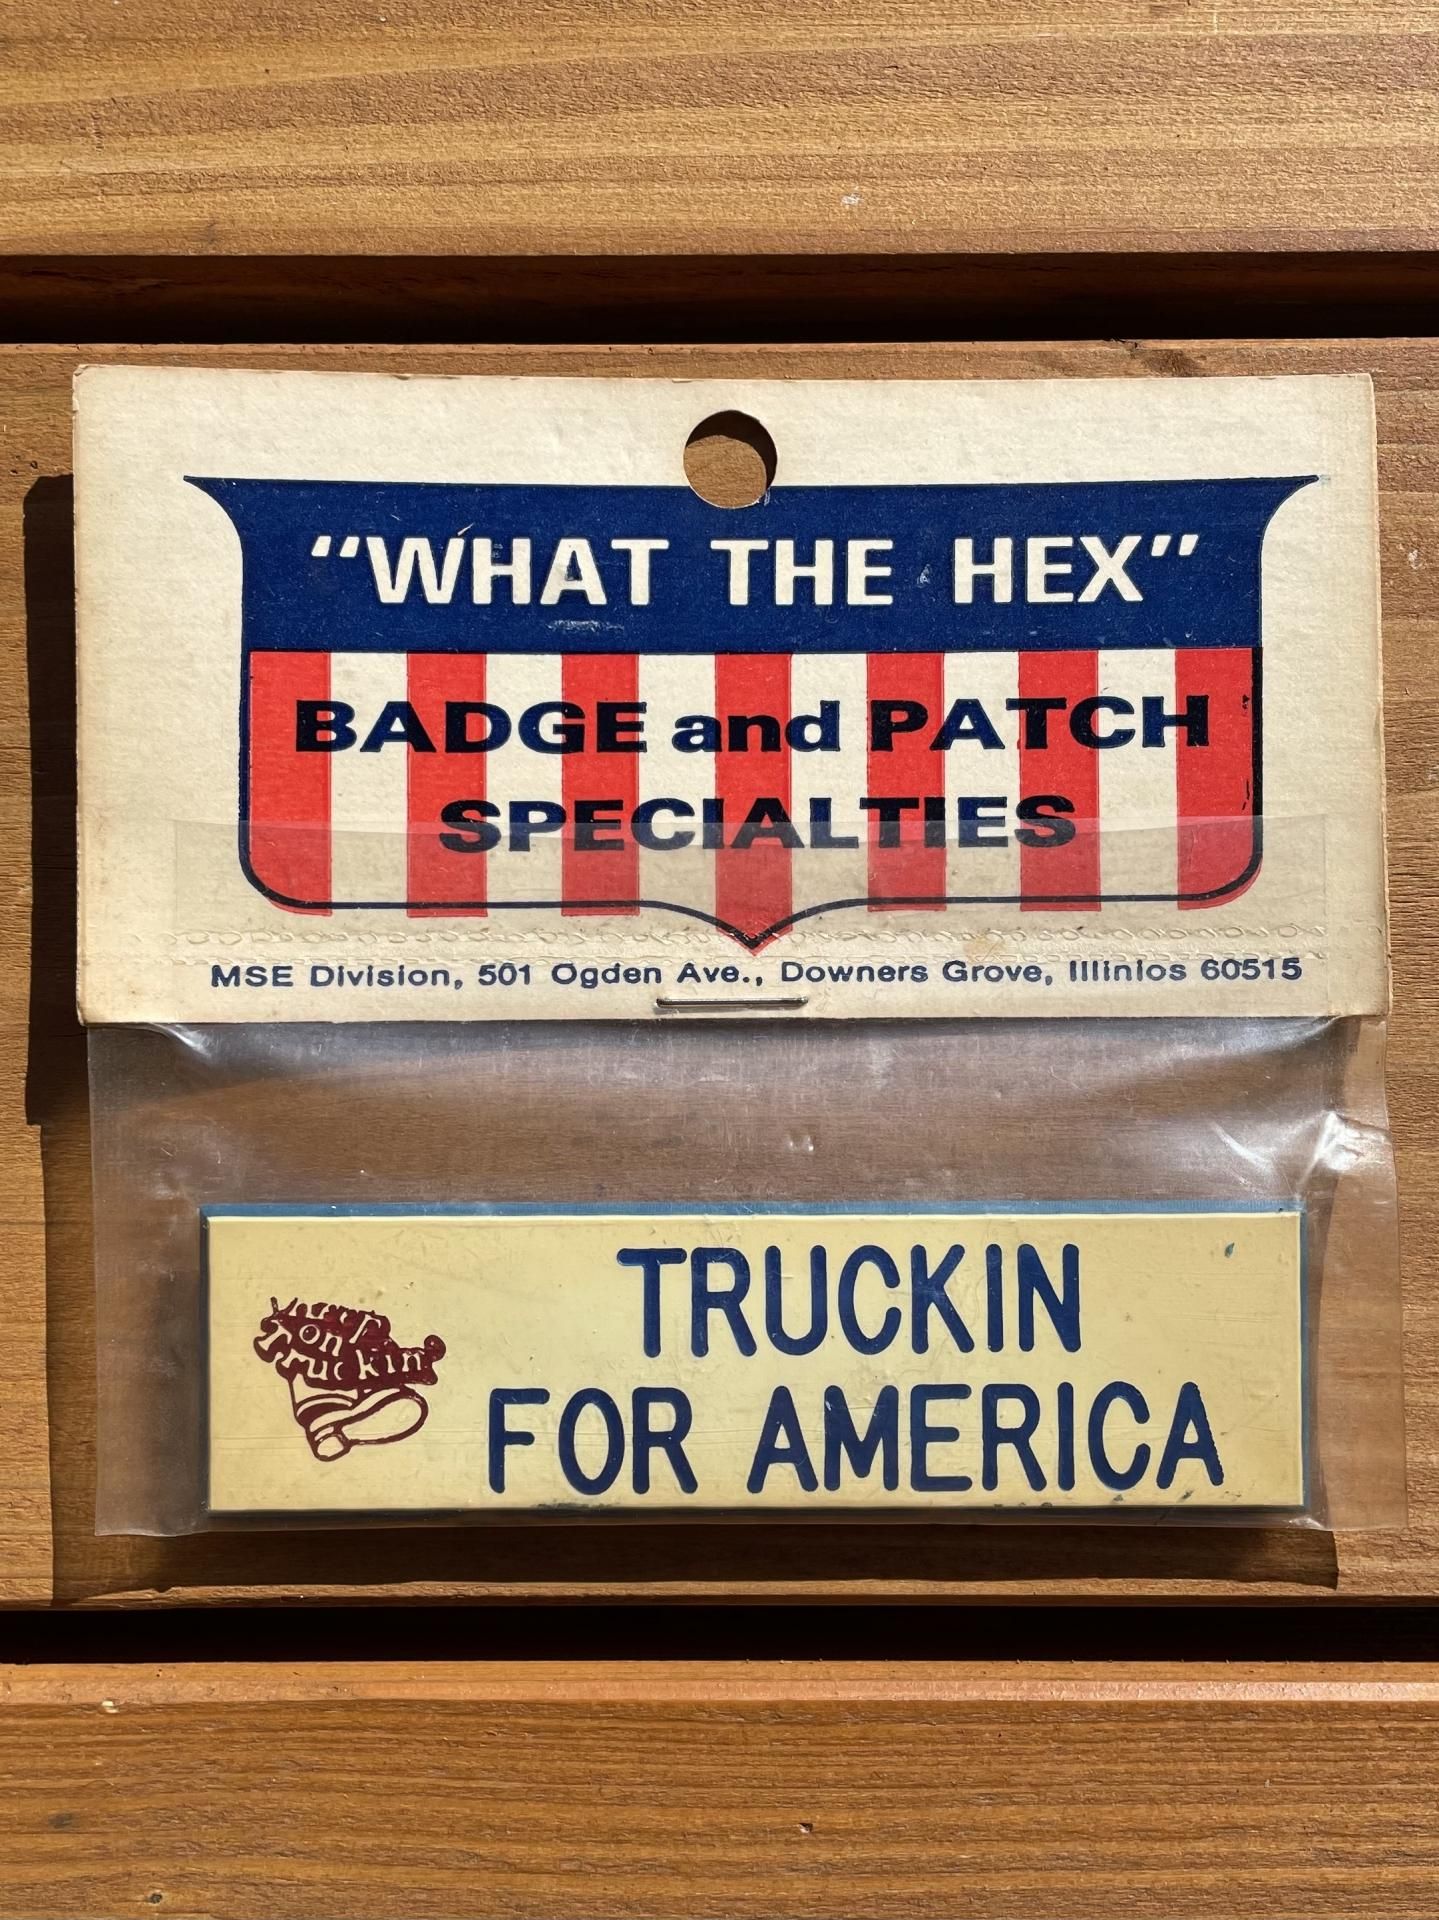 "WHAT THE HEX"
BADGE and PATCH
SPECIALTIES
MSE Division, 501 Ogden Ave., Downers Grove, Illinios 60515
TRUCKIN
FOR AMERICA
Keep
on
Truckin'